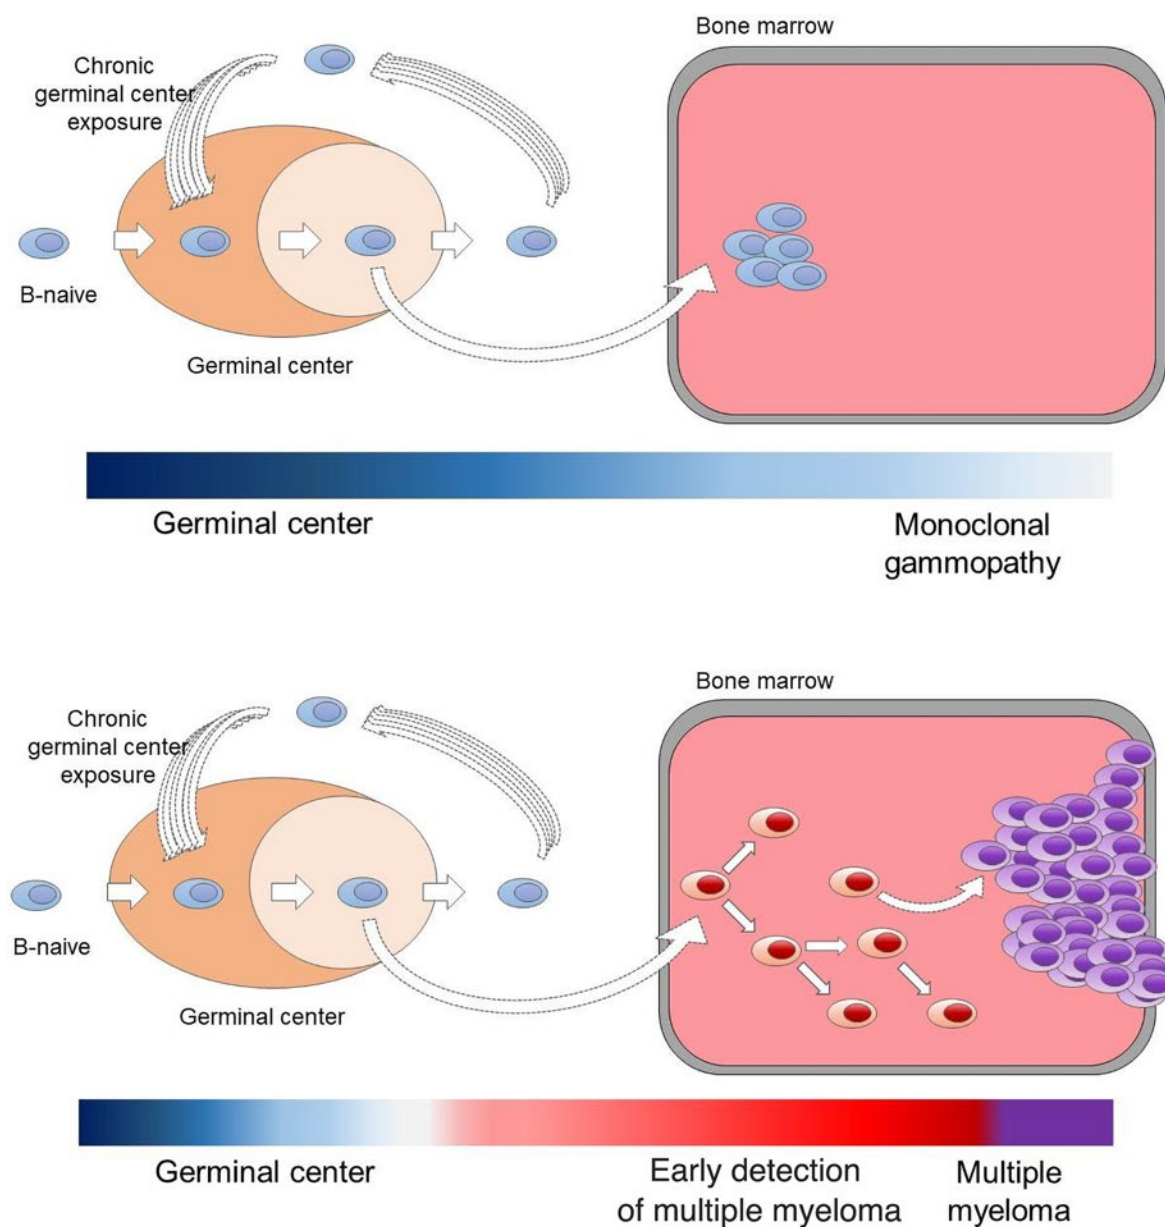 Bone marrow
Chronic
germinal center
exposure
B-naive
Germinal center
Germinal center
Monoclonal
gammopathy
Bone marrow
Chronic
germinal center
exposure
B-naive
Germinal center
Germinal center
Early detection
of multiple myeloma
Multiple
myeloma